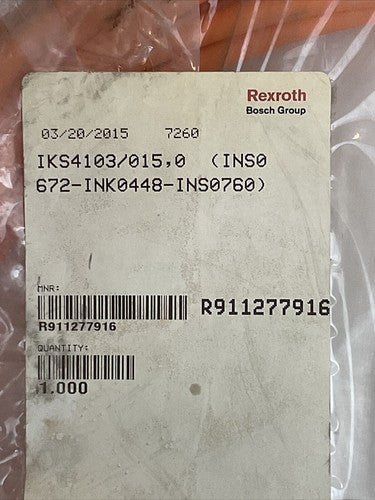 Rexroth
Bosch Group
03/20/2015 7260
IKS4103/015,0 (INS0
672-INK0448-INS0760)
MNR:
R911277916
R911277916
QUANTITY:
1.000